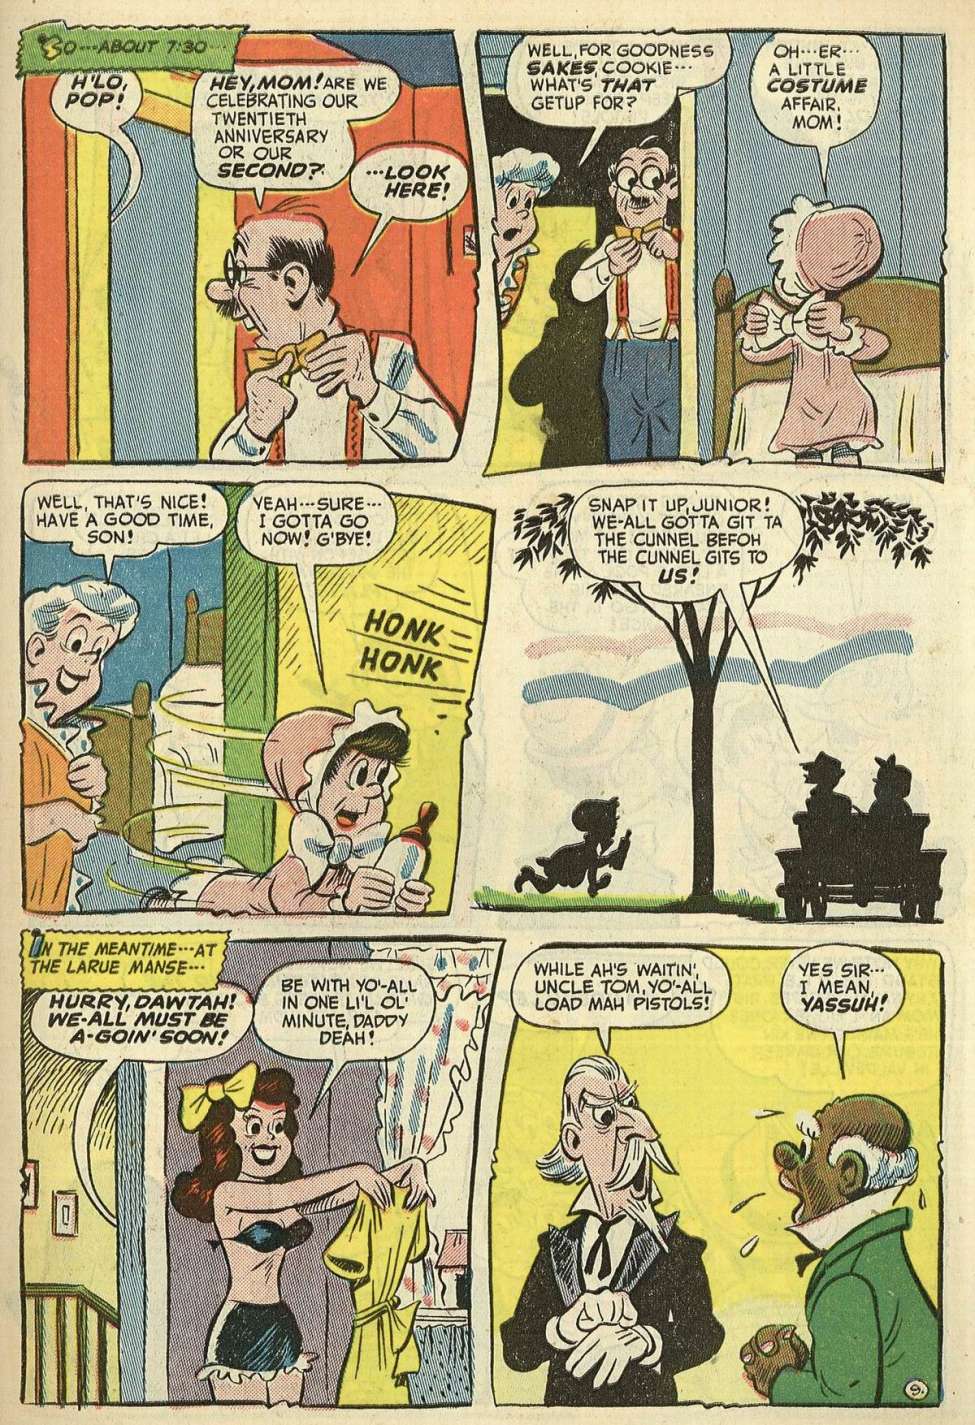 SO---ABOUT 7:30---
H'LO,
POP!
HEY, MOM! ARE WE
CELEBRATING OUR
TWENTIETH
ANNIVERSARY
OR OUR
SECOND?
---LOOK
HERE!
WELL, FOR GOODNESS
SAKES, COOKIE---
WHAT'S THAT
GETUP FOR?
OH---ER---
A LITTLE
COSTUME
AFFAIR,
MOM!
WELL, THAT'S NICE!
HAVE A GOOD TIME,
SON!
YEAH---SURE---
I GOTTA GO
NOW! G'BYE!
HONK
HONK
SNAP IT UP, JUNIOR!
WE-ALL GOTTA GIT TA
THE CUNNEL BEFOH
THE CUNNEL GITS TO
US!
IN THE MEANTIME---AT
THE LARUE MANSE---
HURRY, DAWTAH!
WE-ALL MUST BE
A-GOIN' SOON!
BE WITH YO'-ALL
IN ONE LI'L OL'
MINUTE, DADDY
DEAH!
WHILE AH'S WAITIN',
UNCLE TOM, YO'-ALL
LOAD MAH PISTOLS!
YES SIR---
I MEAN,
YASSUH!
9.